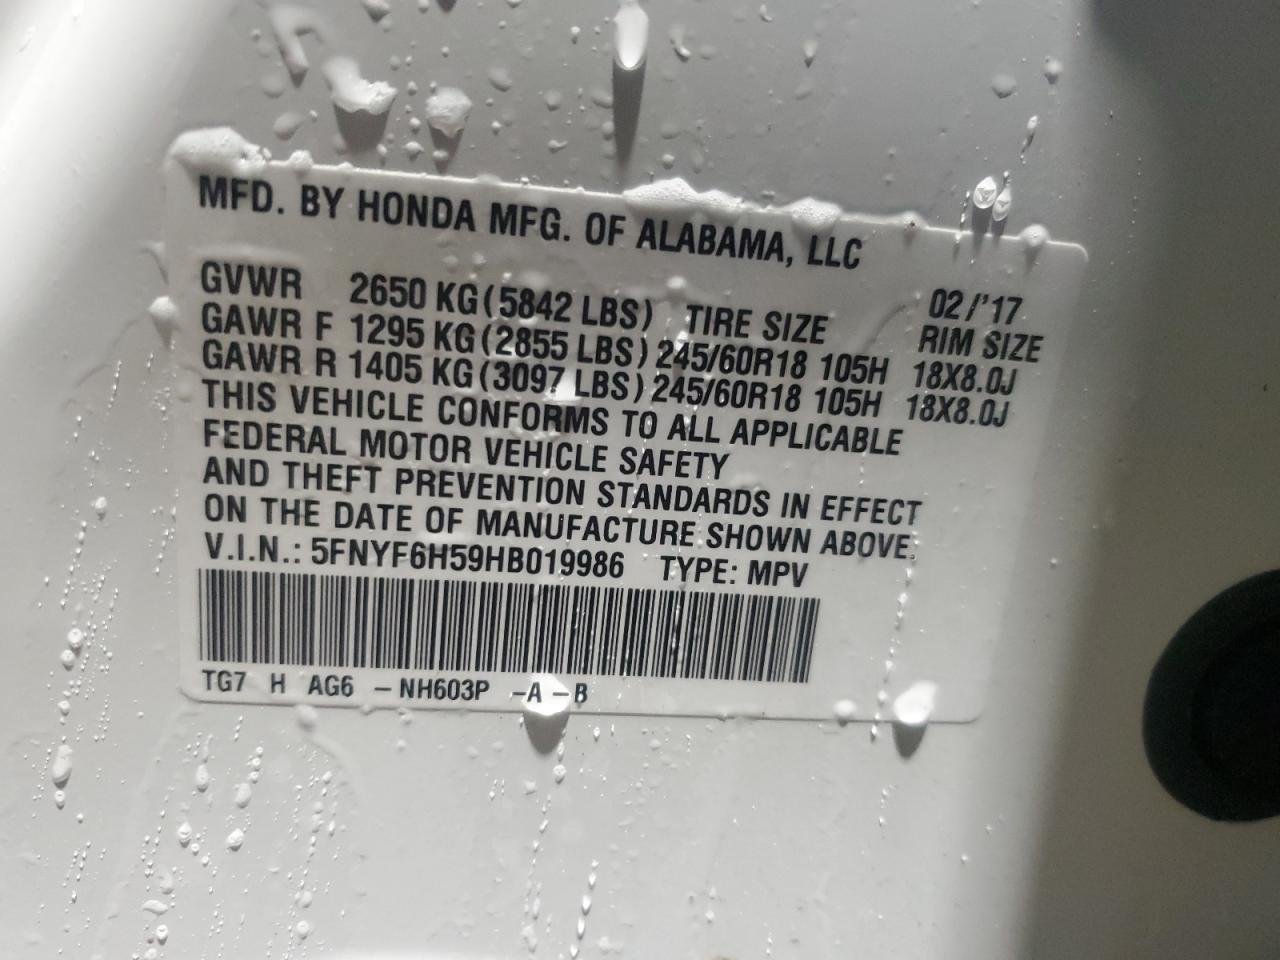 MFD. BY HONDA MFG. OF ALABAMA, LLC
02/'17
GVWR 2650 KG (5842 LBS) TIRE SIZE RIM SIZE
GAWR F 1295 KG (2855 LBS) 245/60R18 105H 18X8.0J
GAWR R 1405 KG (3097 LBS) 245/60R18 105H 18X8.0J
THIS VEHICLE CONFORMS TO ALL APPLICABLE
FEDERAL MOTOR VEHICLE SAFETY
AND THEFT PREVENTION STANDARDS IN EFFECT
ON THE DATE OF MANUFACTURE SHOWN ABOVE.
V.I.N.: 5FNYF6H59HB019986 TYPE: MPV
TG7 H AG6 -NH603P -A -B